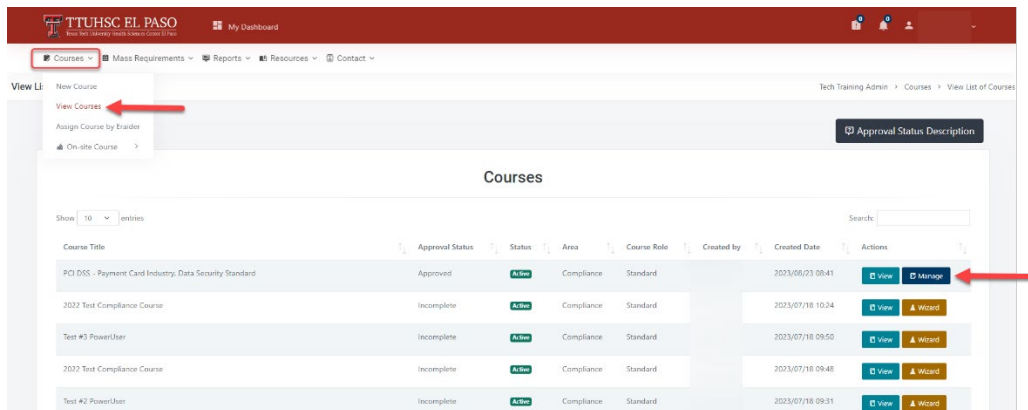 TTUHSC EL PASO
Texas Tech University Health Sciences Center El Paso
My Dashboard
0 0
Courses Mass Requirements Reports Resources Contact
View Li
New Course
Tech Training Admin > Courses > View List of Courses
View Courses
Assign Course by Eraider
On-site Course >
Approval Status Description
Courses
Show 10 entries
Search:
Course Title Approval Status Status Area Course Role Created by Created Date Actions
PCI DSS - Payment Card Industry, Data Security Standard Approved Active Compliance Standard 2023/08/23 08:41 View Manage
2022 Test Compliance Course Incomplete Active Compliance Standard 2023/07/18 10:24 View Wizard
Test #3 PowerUser Incomplete Active Compliance Standard 2023/07/18 09:50 View Wizard
2022 Test Compliance Course Incomplete Active Compliance Standard 2023/07/18 09:48 View Wizard
Test #2 PowerUser Incomplete Active Compliance Standard 2023/07/18 09:31 View Wizard